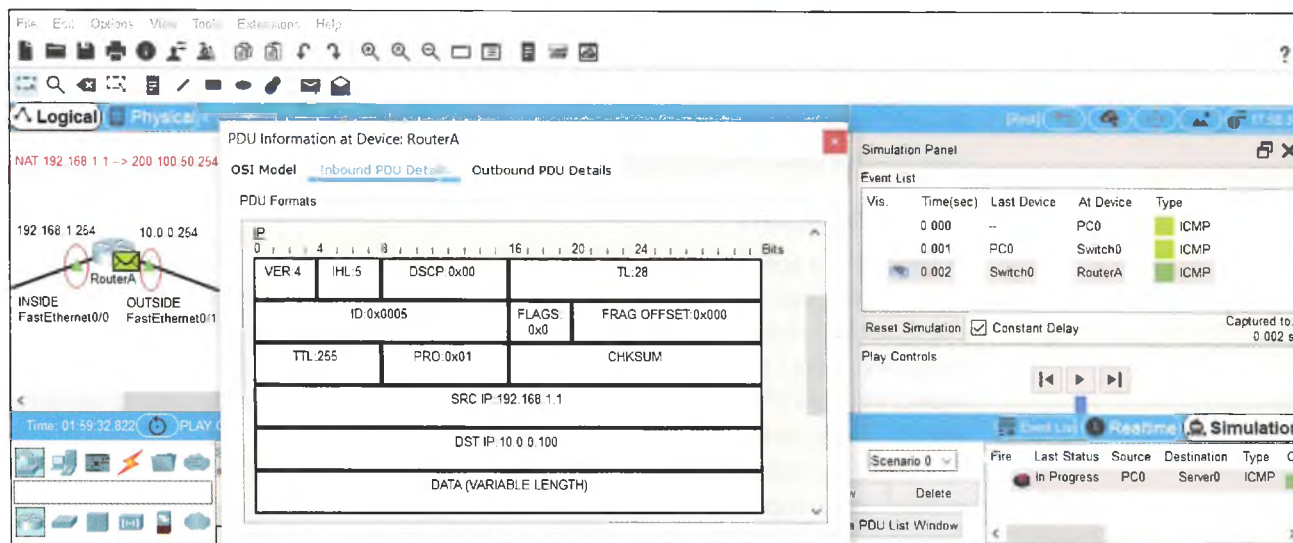 File Edit Options View Tools Extensions Help
?
Logical Physical
[Root]
NAT 192.168.1.1 --> 200.100.50.254
192.168.1.254 10.0.0.254
RouterA
INSIDE OUTSIDE
FastEthernet0/0 FastEthernet0/1
Time: 01:59:32.822 PLAY
PDU Information at Device: RouterA
OSI Model Inbound PDU Details Outbound PDU Details
PDU Formats
IP
0 4 8 16 20 24 Bits
VER:4 IHL:5 DSCP:0x00 TL:28
ID:0x0005 FLAGS: 0x0 FRAG OFFSET:0x000
TTL:255 PRO:0x01 CHKSUM
SRC IP:192.168.1.1
DST IP:10.0.0.100
DATA (VARIABLE LENGTH)
Simulation Panel
Event List
Vis. Time(sec) Last Device At Device Type
0.000 -- PC0 ICMP
0.001 PC0 Switch0 ICMP
0.002 Switch0 RouterA ICMP
Reset Simulation Constant Delay Captured to:
0.002 s
Play Controls
Event List Realtime Simulation
Scenario 0
Delete
PDU List Window
Fire Last Status Source Destination Type
In Progress PC0 Server0 ICMP